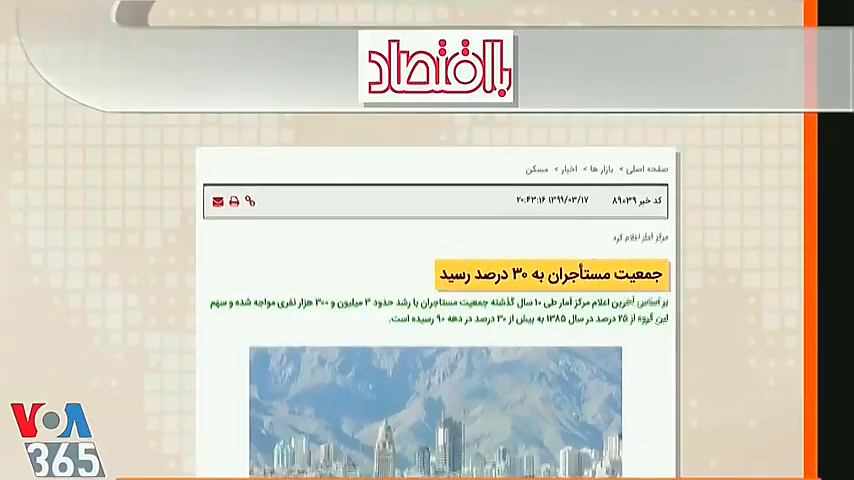 بااقتصاد
صفحه اصلی > بازار ها > اخبار > مسکن
کد خبر ۸۹۰۳۹ ۱۳۹۹/۰۳/۱۷ ۲۰:۴۳:۱۶
مرکز آمار اعلام کرد
جمعیت مستأجران به ۳۰ درصد رسید
بر اساس آخرین اعلام مرکز آمار طی ۱۰ سال گذشته جمعیت مستاجران با رشد حدود ۳ میلیون و ۳۰۰ هزار نفری مواجه شده و سهم
این گروه از ۲۵ درصد در سال ۱۳۸۵ به بیش از ۳۰ درصد در دهه ۹۰ رسیده است.
VOA
365